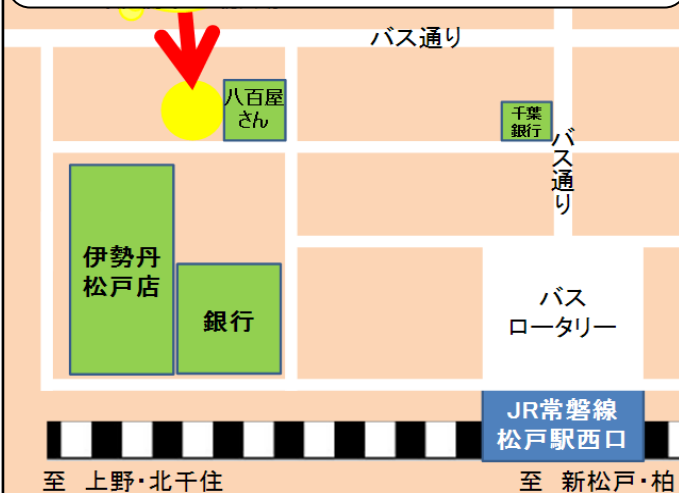 バス通り
八百屋
さん
千葉
銀行
バス通り
伊勢丹
松戸店
銀行
バス
ロータリー
JR常磐線
松戸駅西口
至 上野・北千住
至 新松戸・柏